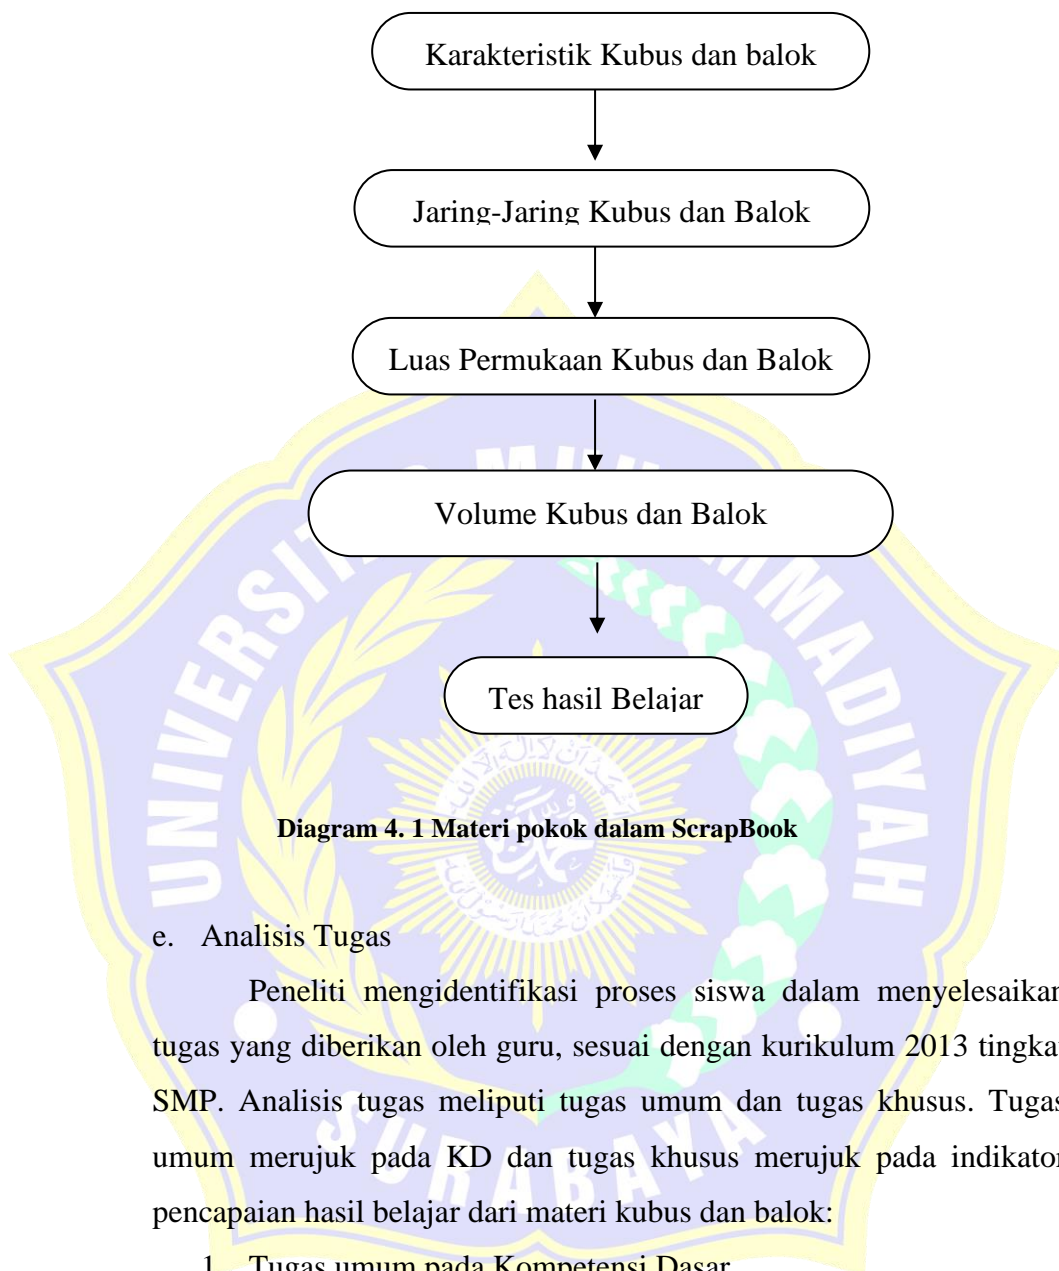 Karakteristik Kubus dan balok
Jaring-Jaring Kubus dan Balok
Luas Permukaan Kubus dan Balok
Volume Kubus dan Balok
Tes hasil Belajar
Diagram 4. 1 Materi pokok dalam ScrapBook
e. Analisis Tugas
Peneliti mengidentifikasi proses siswa dalam menyelesaikan
tugas yang diberikan oleh guru, sesuai dengan kurikulum 2013 tingkat
SMP. Analisis tugas meliputi tugas umum dan tugas khusus. Tugas
umum merujuk pada KD dan tugas khusus merujuk pada indikator
pencapaian hasil belajar dari materi kubus dan balok:
1. Tugas umum pada Kompetensi Dasar
UNIVERSITAS MUHAMMADIYAH
SURABAYA